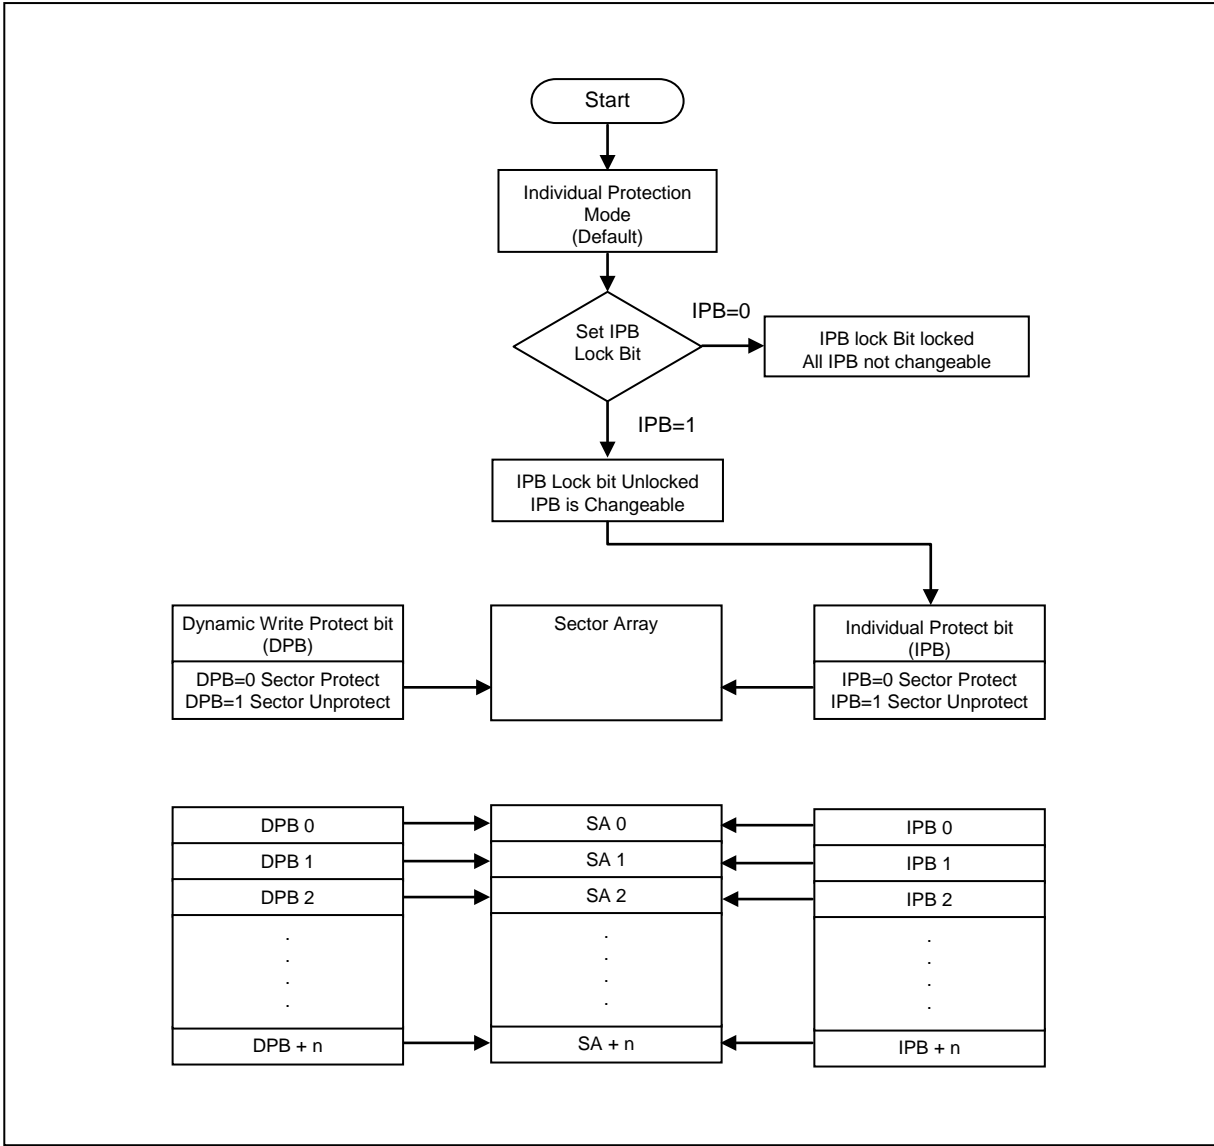 Start
Individual Protection
Mode
(Default)
IPB=0
Set IPB
Lock Bit
IPB lock Bit locked
All IPB not changeable
IPB=1
IPB Lock bit Unlocked
IPB is Changeable
Dynamic Write Protect bit
(DPB)
DPB=0 Sector Protect
DPB=1 Sector Unprotect
Sector Array
Individual Protect bit
(IPB)
IPB=0 Sector Protect
IPB=1 Sector Unprotect
DPB 0
SA 0
IPB 0
DPB 1
SA 1
IPB 1
DPB 2
SA 2
IPB 2
. . .
. . .
. . .
. . .
DPB + n
SA + n
IPB + n